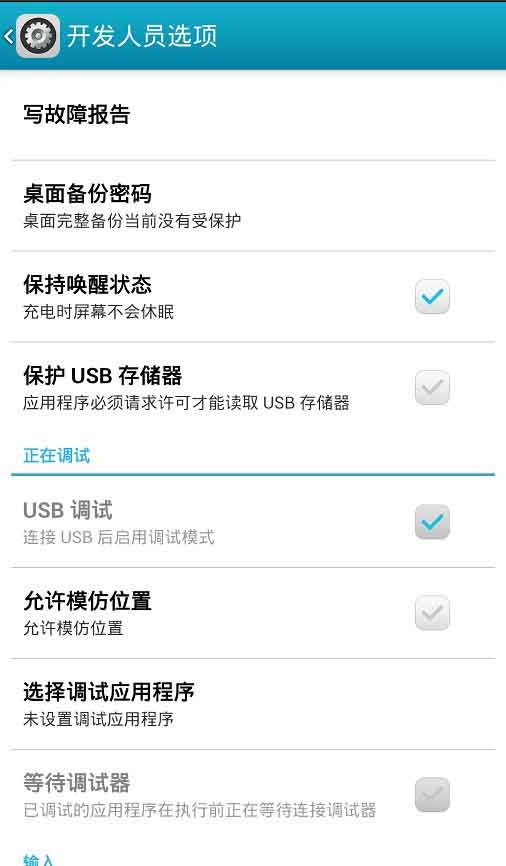 开发人员选项
写故障报告
桌面备份密码
桌面完整备份当前没有受保护
保持唤醒状态
充电时屏幕不会休眠
保护 USB 存储器
应用程序必须请求许可才能读取 USB 存储器
正在调试
USB 调试
连接 USB 后启用调试模式
允许模仿位置
允许模仿位置
选择调试应用程序
未设置调试应用程序
等待调试器
已调试的应用程序在执行前正在等待连接调试器
输入